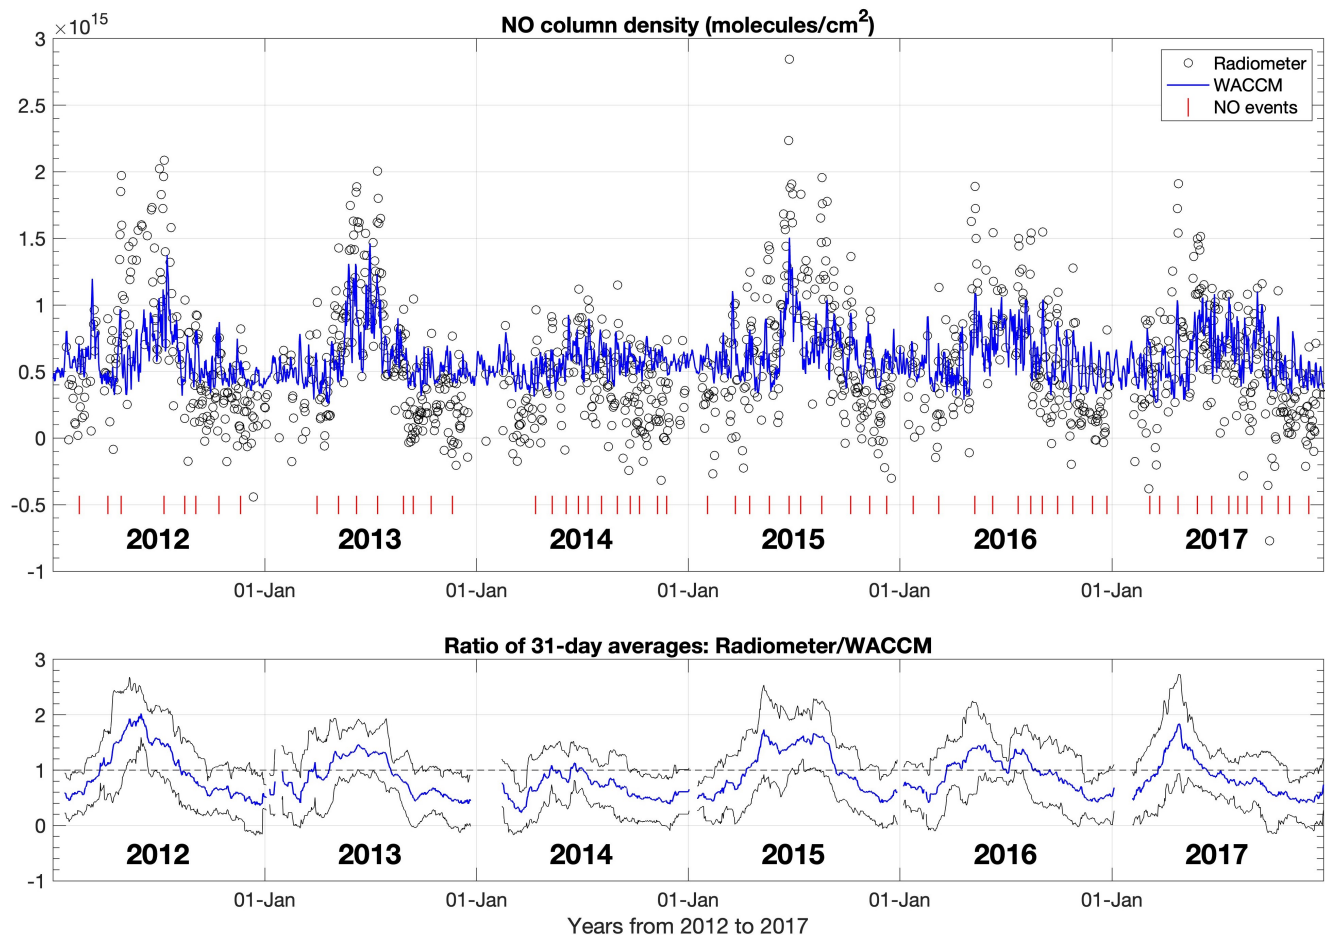 ×10^15
NO column density (molecules/cm^2)
3
2.5
2
1.5
1
0.5
0
-0.5
-1
Radiometer
WACCM
NO events
2012 2013 2014 2015 2016 2017
01-Jan 01-Jan 01-Jan 01-Jan 01-Jan
Ratio of 31-day averages: Radiometer/WACCM
3
2
1
0
-1
2012 2013 2014 2015 2016 2017
01-Jan 01-Jan 01-Jan 01-Jan 01-Jan
Years from 2012 to 2017